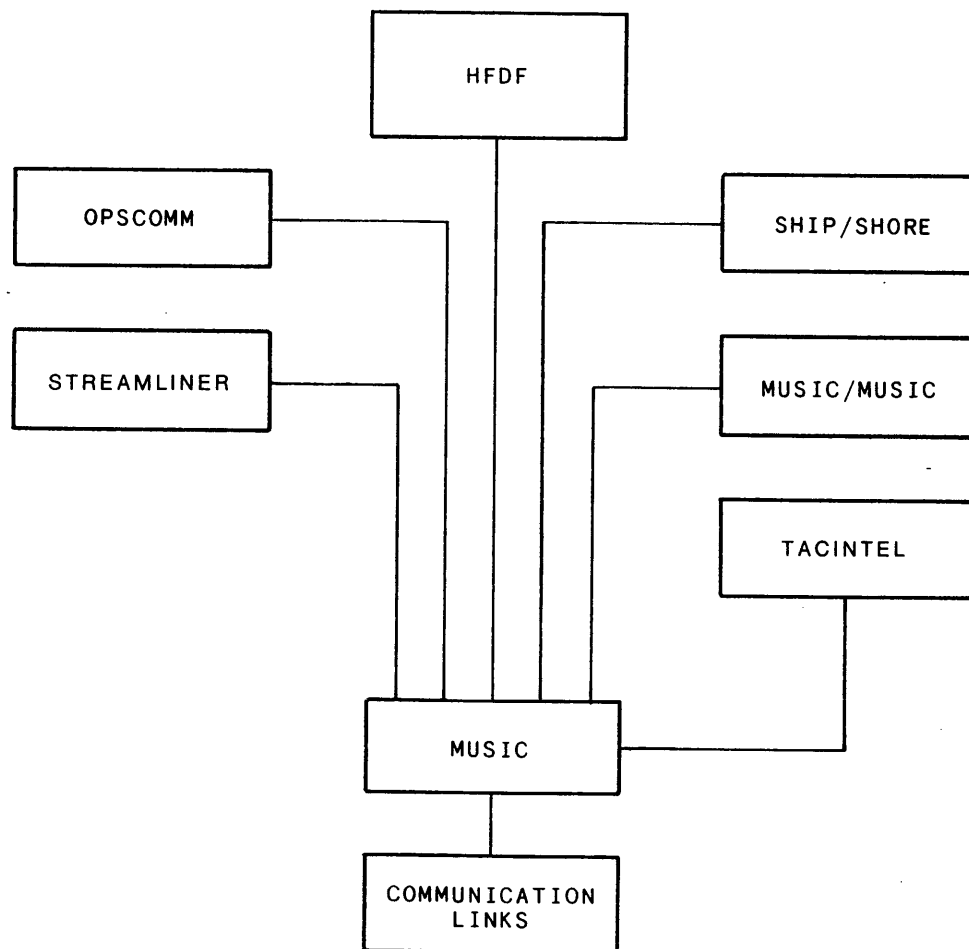 HFDF
OPSCOMM
SHIP/SHORE
STREAMLINER
MUSIC/MUSIC
TACINTEL
MUSIC
COMMUNICATION
LINKS